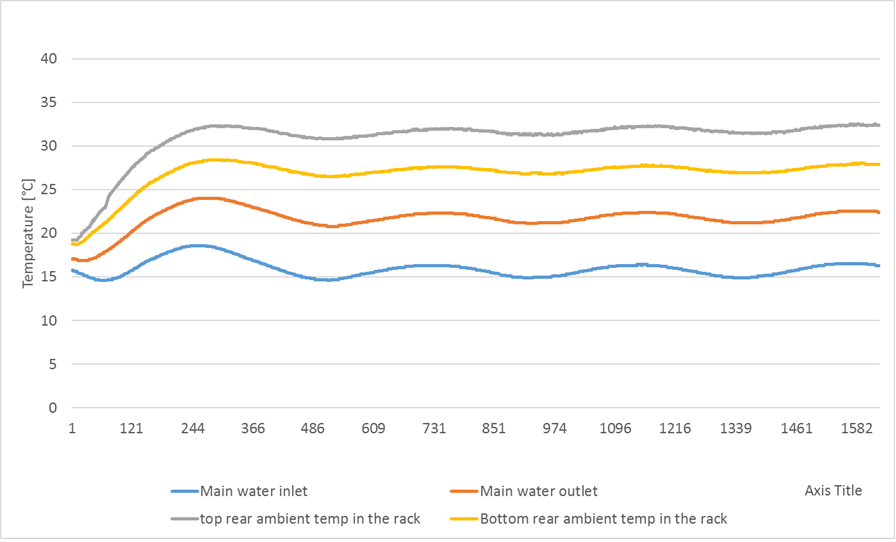 40
35
30
25
20
15
10
5
0
Temperature [℃]
1 121 244 366 486 609 731 851 974 1096 1216 1339 1461 1582
Main water inlet Main water outlet Axis Title
top rear ambient temp in the rack Bottom rear ambient temp in the rack